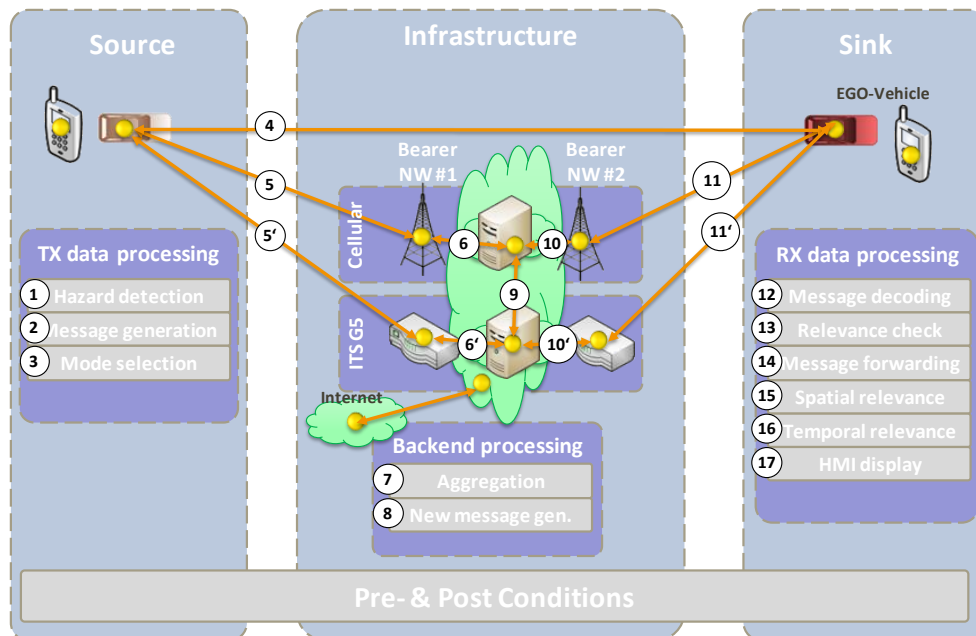 Source
Infrastructure
Sink
EGO-Vehicle
4
Bearer
NW #1
Bearer
NW #2
5
11
5‘
11‘
Cellular
6
10
TX data processing
1 Hazard detection
2 Message generation
3 Mode selection
9
ITS G5
6‘
10‘
Internet
RX data processing
12 Message decoding
13 Relevance check
14 Message forwarding
15 Spatial relevance
16 Temporal relevance
17 HMI display
Backend processing
7 Aggregation
8 New message gen.
Pre- & Post Conditions